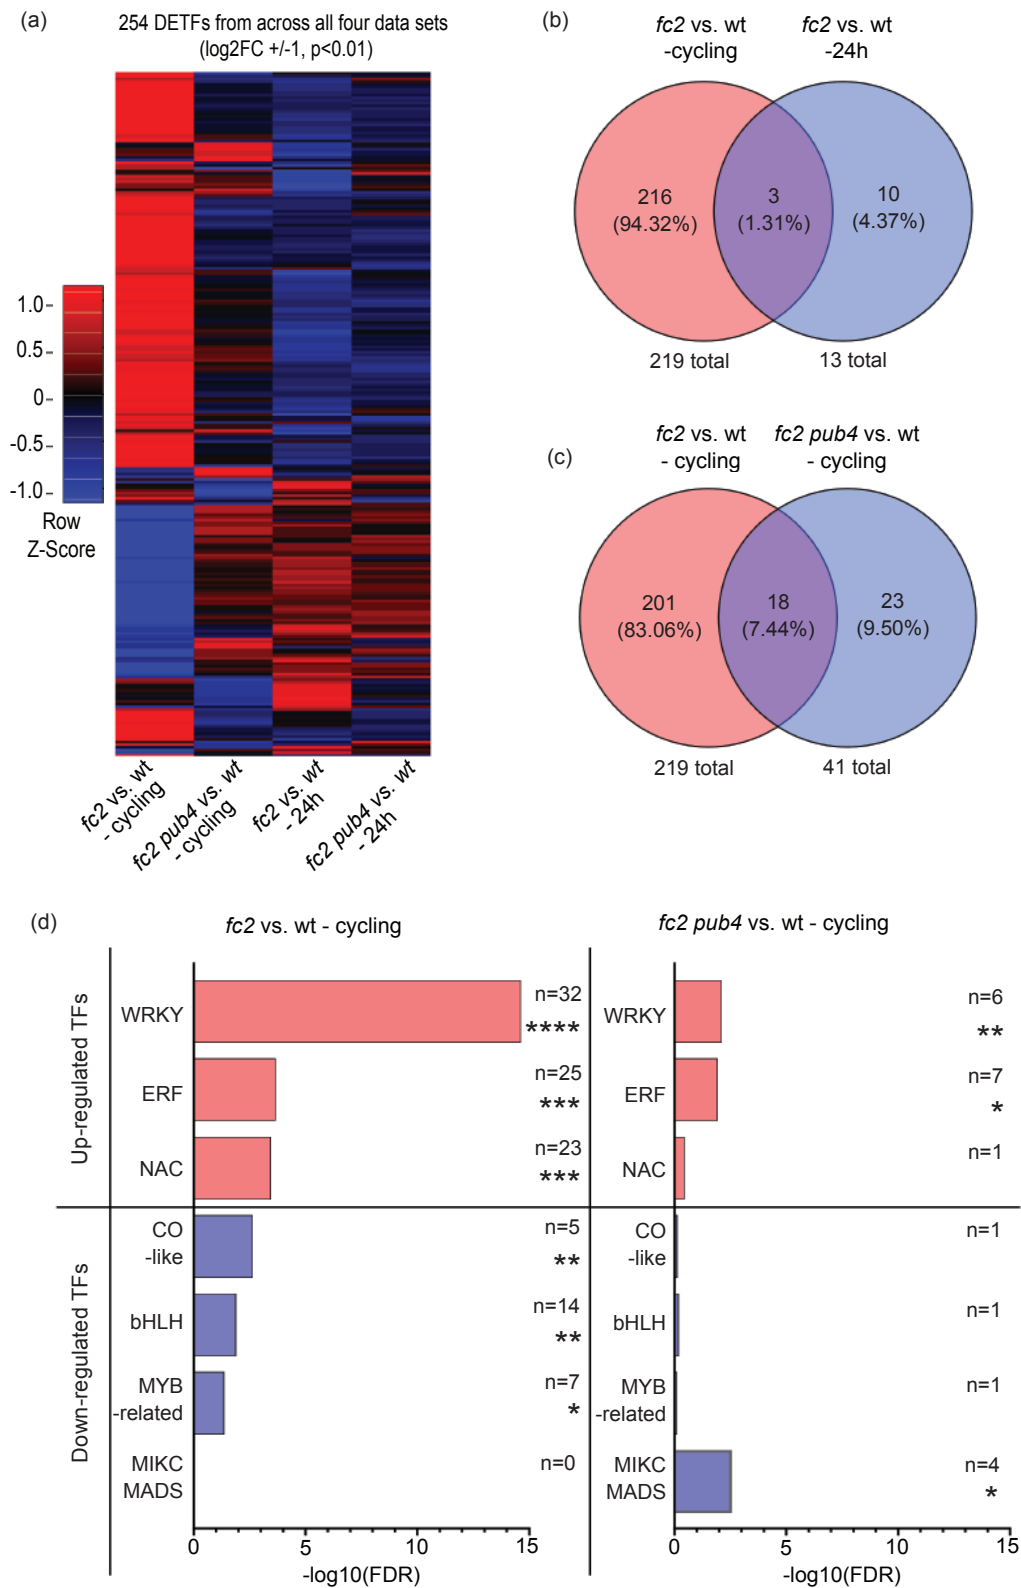 (a)
254 DETFs from across all four data sets
(log2FC +/-1, p<0.01)
1.0
0.5
0
-0.5
-1.0
Row
Z-Score
fc2 vs. wt
- cycling
fc2 pub4 vs. wt
- cycling
fc2 vs. wt
- 24h
fc2 pub4 vs. wt
- 24h
(b)
fc2 vs. wt
-cycling
fc2 vs. wt
-24h
216
(94.32%)
3
(1.31%)
10
(4.37%)
219 total
13 total
(c)
fc2 vs. wt
- cycling
fc2 pub4 vs. wt
- cycling
201
(83.06%)
18
(7.44%)
23
(9.50%)
219 total
41 total
(d)
fc2 vs. wt - cycling
Up-regulated TFs
WRKY
n=32
****
ERF
n=25
***
NAC
n=23
***
Down-regulated TFs
CO
-like
n=5
**
bHLH
n=14
**
MYB
-related
n=7
*
MIKC
MADS
n=0
0 5 10 15
-log10(FDR)
fc2 pub4 vs. wt - cycling
WRKY
n=6
**
ERF
n=7
*
NAC
n=1
CO
-like
n=1
bHLH
n=1
MYB
-related
n=1
MIKC
MADS
n=4
*
0 5 10 15
-log10(FDR)